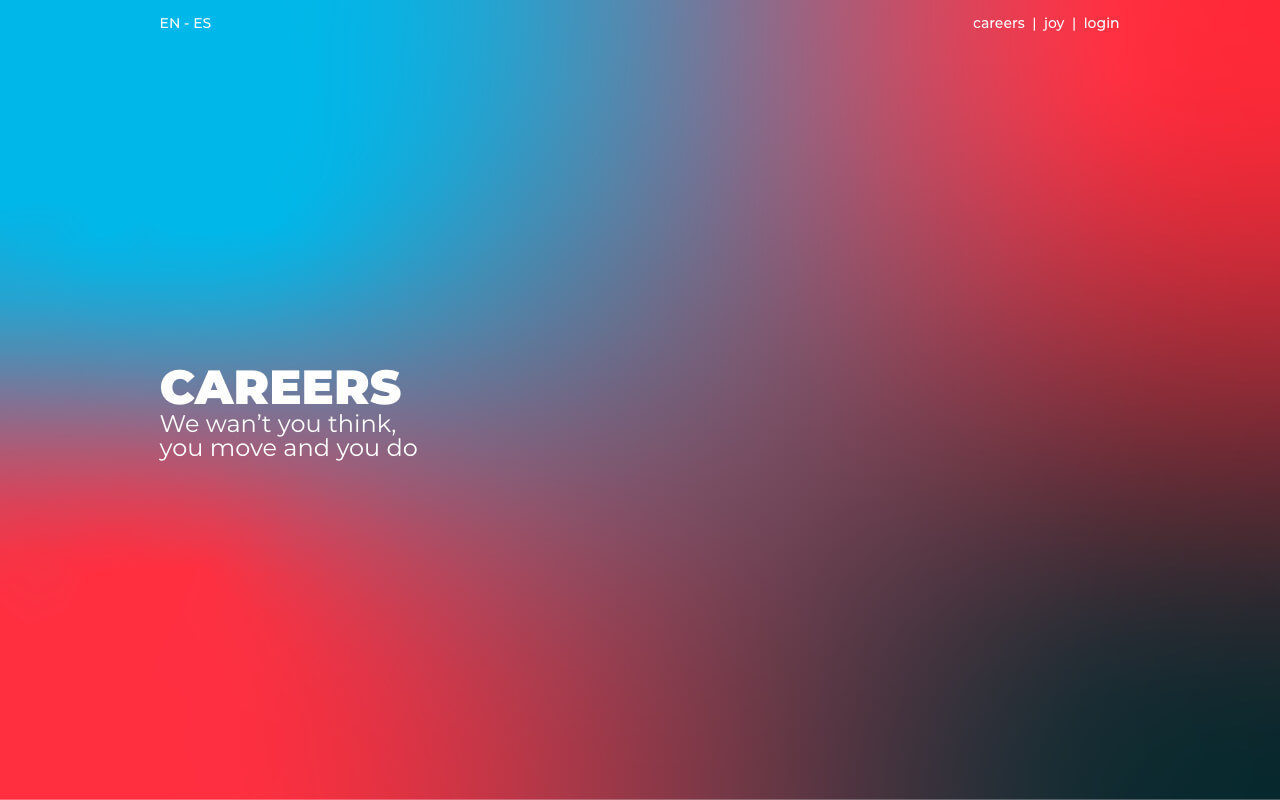 EN - ES
careers | joy | login
CAREERS
We wan’t you think,
you move and you do